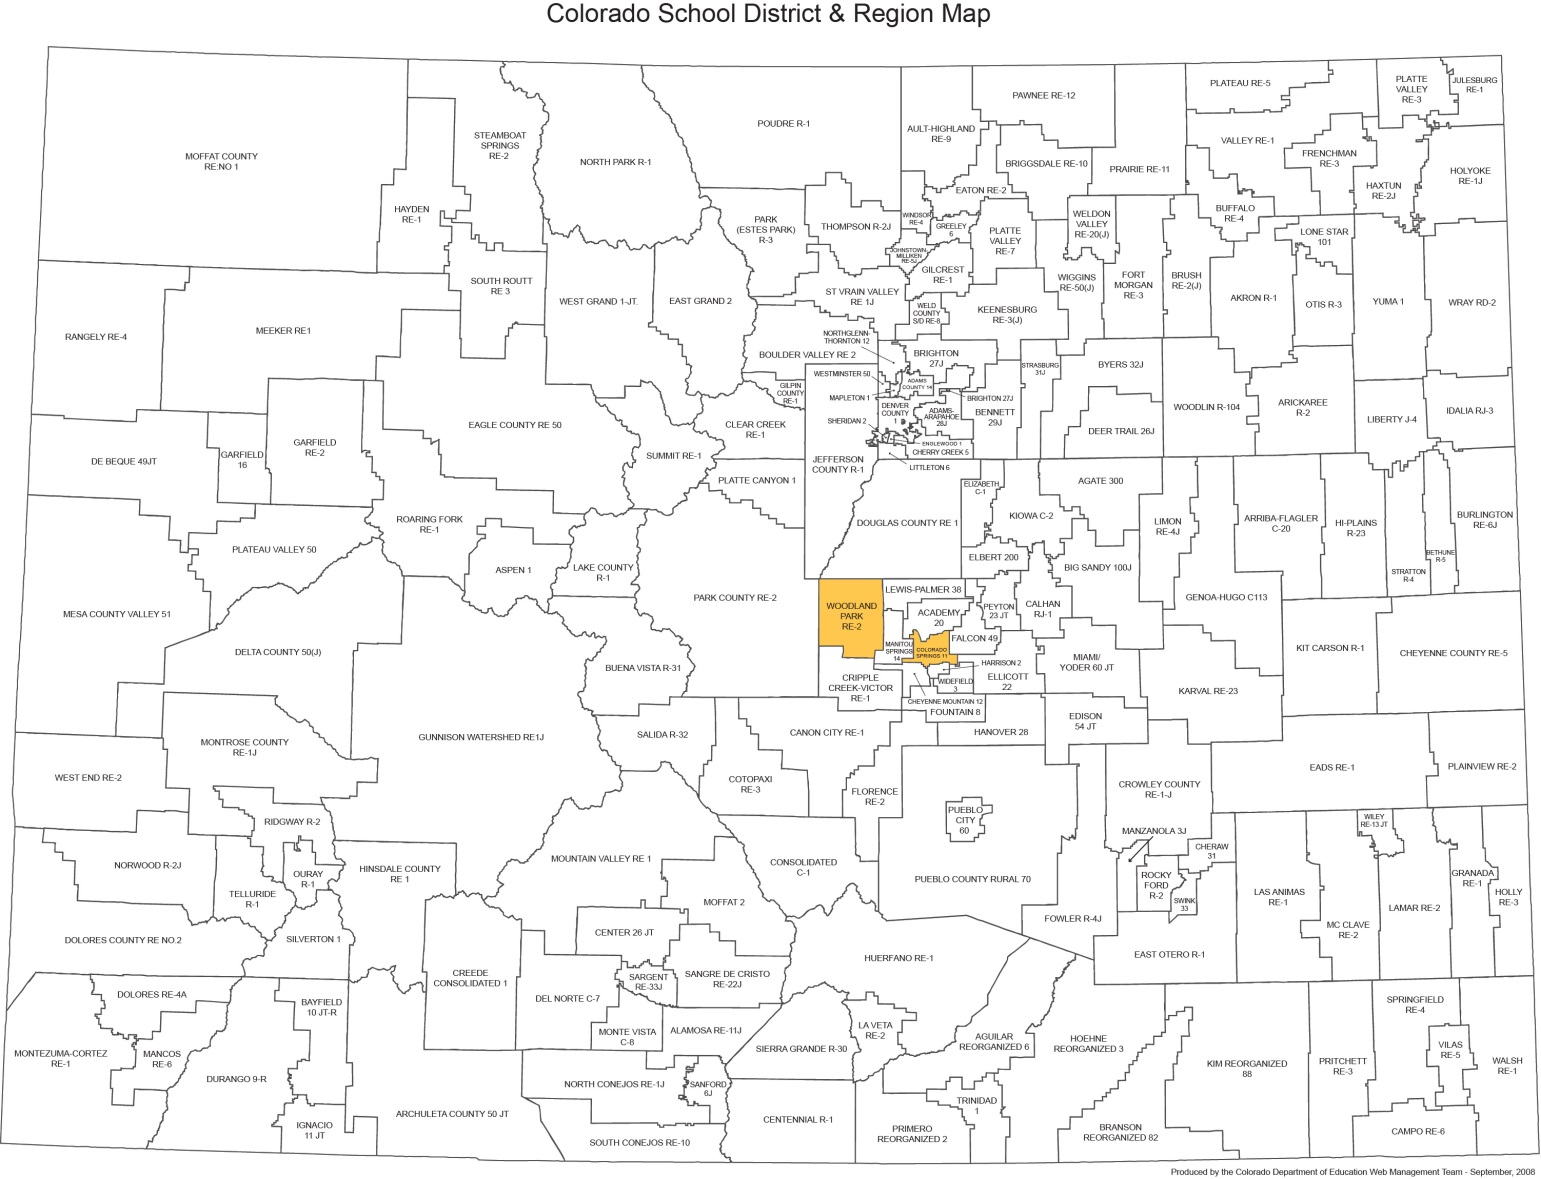 Colorado School District & Region Map
MOFFAT COUNTY
RE:NO 1
HAYDEN
RE-1
STEAMBOAT
SPRINGS
RE-2
NORTH PARK R-1
POUDRE R-1
AULT-HIGHLAND
RE-9
PAWNEE RE-12
BRIGGSDALE RE-10
PRAIRIE RE-11
PLATEAU RE-5
VALLEY RE-1
FRENCHMAN
RE-3
PLATTE
VALLEY
RE-3
JULESBURG
RE-1
HAXTUN
RE-2J
HOLYOKE
RE-1J
BUFFALO
RE-4
LONE STAR
101
EATON RE-2
WINDSOR
RE-4
GREELEY
6
PLATTE
VALLEY
RE-7
WELDON
VALLEY
RE-20(J)
PARK
(ESTES PARK)
R-3
THOMPSON R-2J
JOHNSTOWN-
MILLIKEN
RE-5J
GILCREST
RE-1
SOUTH ROUTT
RE 3
WEST GRAND 1-JT.
EAST GRAND 2
ST VRAIN VALLEY
RE 1J
WELD
COUNTY
S/D RE-8
KEENESBURG
RE-3(J)
WIGGINS
RE-50(J)
FORT
MORGAN
RE-3
BRUSH
RE-2(J)
AKRON R-1
OTIS R-3
YUMA 1
WRAY RD-2
RANGELY RE-4
MEEKER RE1
NORTHGLENN-
THORNTON 12
BOULDER VALLEY RE 2
BRIGHTON
27J
WESTMINSTER 50
ADAMS
COUNTY 14
MAPLETON 1
BRIGHTON 27J
GILPIN
COUNTY
RE-1
DENVER
COUNTY
1
ADAMS-
ARAPAHOE
28J
BENNETT
29J
STRASBURG
31J
BYERS 32J
DEER TRAIL 26J
WOODLIN R-104
ARICKAREE
R-2
LIBERTY J-4
IDALIA RJ-3
SHERIDAN 2
ENGLEWOOD 1
CHERRY CREEK 5
LITTLETON 6
CLEAR CREEK
RE-1
JEFFERSON
COUNTY R-1
PLATTE CANYON 1
SUMMIT RE-1
EAGLE COUNTY RE 50
GARFIELD
RE-2
GARFIELD
16
DE BEQUE 49JT
PLATEAU VALLEY 50
ROARING FORK
RE-1
ASPEN 1
LAKE COUNTY
R-1
PARK COUNTY RE-2
DOUGLAS COUNTY RE 1
ELIZABETH
C-1
KIOWA C-2
AGATE 300
ELBERT 200
BIG SANDY 100J
LIMON
RE-4J
GENOA-HUGO C113
ARRIBA-FLAGLER
C-20
HI-PLAINS
R-23
STRATTON
R-4
BETHUNE
R-5
BURLINGTON
RE-6J
MESA COUNTY VALLEY 51
DELTA COUNTY 50(J)
WOODLAND
PARK
RE-2
LEWIS-PALMER 38
ACADEMY
20
PEYTON
23 JT
CALHAN
RJ-1
FALCON 49
MANITOU
SPRINGS
14
COLORADO
SPRINGS 11
HARRISON 2
WIDEFIELD
3
ELLICOTT
22
MIAMI/
YODER 60 JT
CRIPPLE
CREEK-VICTOR
RE-1
CHEYENNE MOUNTAIN 12
FOUNTAIN 8
HANOVER 28
EDISON
54 JT
KARVAL RE-23
KIT CARSON R-1
CHEYENNE COUNTY RE-5
BUENA VISTA R-31
SALIDA R-32
GUNNISON WATERSHED RE1J
MONTROSE COUNTY
RE-1J
WEST END RE-2
CANON CITY RE-1
COTOPAXI
RE-3
FLORENCE
RE-2
PUEBLO
CITY
60
PUEBLO COUNTY RURAL 70
CROWLEY COUNTY
RE-1-J
EADS RE-1
PLAINVIEW RE-2
RIDGWAY R-2
NORWOOD R-2J
TELLURIDE
R-1
OURAY
R-1
HINSDALE COUNTY
RE 1
MOUNTAIN VALLEY RE 1
CONSOLIDATED
C-1
MOFFAT 2
MANZANOLA 3J
ROCKY
FORD
R-2
CHERAW
31
SWINK
33
FOWLER R-4J
EAST OTERO R-1
LAS ANIMAS
RE-1
WILEY
RE-13 JT
MC CLAVE
RE-2
LAMAR RE-2
GRANADA
RE-1
HOLLY
RE-3
DOLORES COUNTY RE NO.2
SILVERTON 1
CENTER 26 JT
CREEDE
CONSOLIDATED 1
DEL NORTE C-7
SARGENT
RE-33J
SANGRE DE CRISTO
RE-22J
HUERFANO RE-1
DOLORES RE-4A
MONTEZUMA-CORTEZ
RE-1
MANCOS
RE-6
BAYFIELD
10 JT-R
DURANGO 9-R
IGNACIO
11 JT
ARCHULETA COUNTY 50 JT
MONTE VISTA
C-8
ALAMOSA RE-11J
NORTH CONEJOS RE-1J
SANFORD
6J
SOUTH CONEJOS RE-10
SIERRA GRANDE R-30
CENTENNIAL R-1
LA VETA
RE-2
AGUILAR
REORGANIZED 6
HOEHNE
REORGANIZED 3
TRINIDAD
1
PRIMERO
REORGANIZED 2
BRANSON
REORGANIZED 82
KIM REORGANIZED
88
PRITCHETT
RE-3
SPRINGFIELD
RE-4
VILAS
RE-5
WALSH
RE-1
CAMPO RE-6
Produced by the Colorado Department of Education Web Management Team - September, 2008